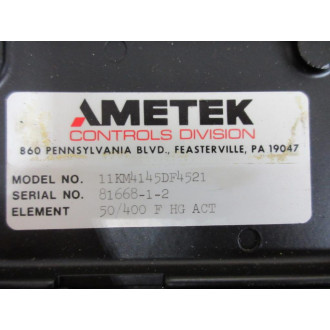 AMETEK
CONTROLS DIVISION
860 PENNSYLVANIA BLVD., FEASTERVILLE, PA 19047
MODEL NO. 11KM4145DF4521
SERIAL NO. 81668-1-2
ELEMENT 50/400 F HG ACT